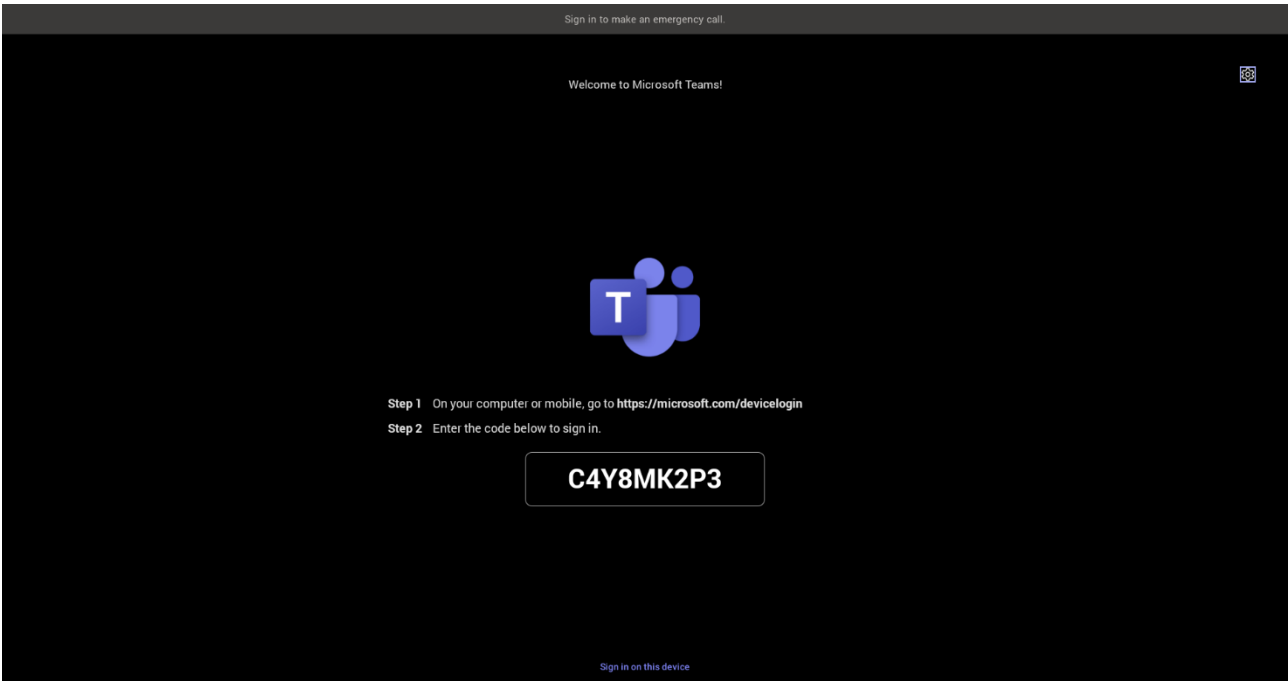 Sign in to make an emergency call.
Welcome to Microsoft Teams!
T
Step 1 On your computer or mobile, go to https://microsoft.com/devicelogin
Step 2 Enter the code below to sign in.
C4Y8MK2P3
Sign in on this device